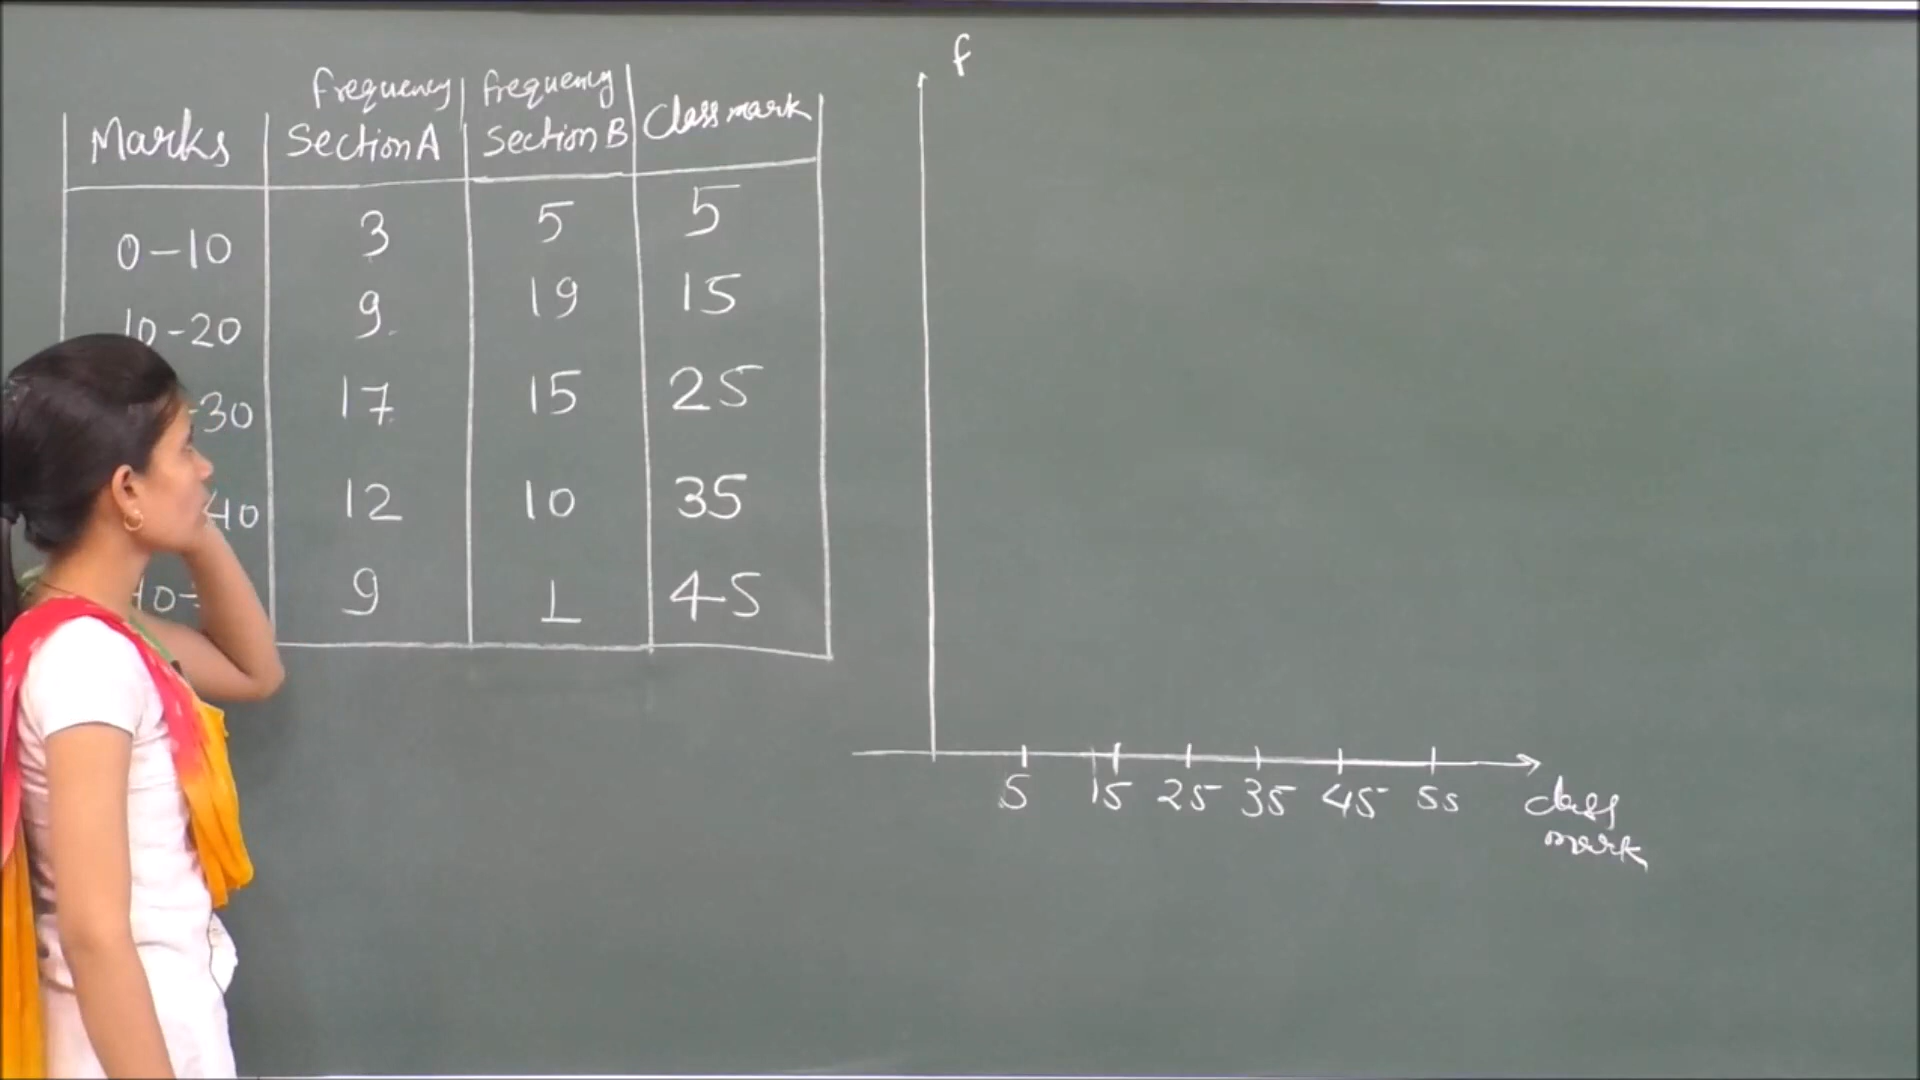 Marks | Frequency Section A | Frequency Section B | Class mark
0-10 | 3 | 5 | 5
10-20 | 9 | 19 | 15
-30 | 17 | 15 | 25
40 | 12 | 10 | 35
40- | 9 | 1 | 45
f
5 15 25 35 45 55
class
mark